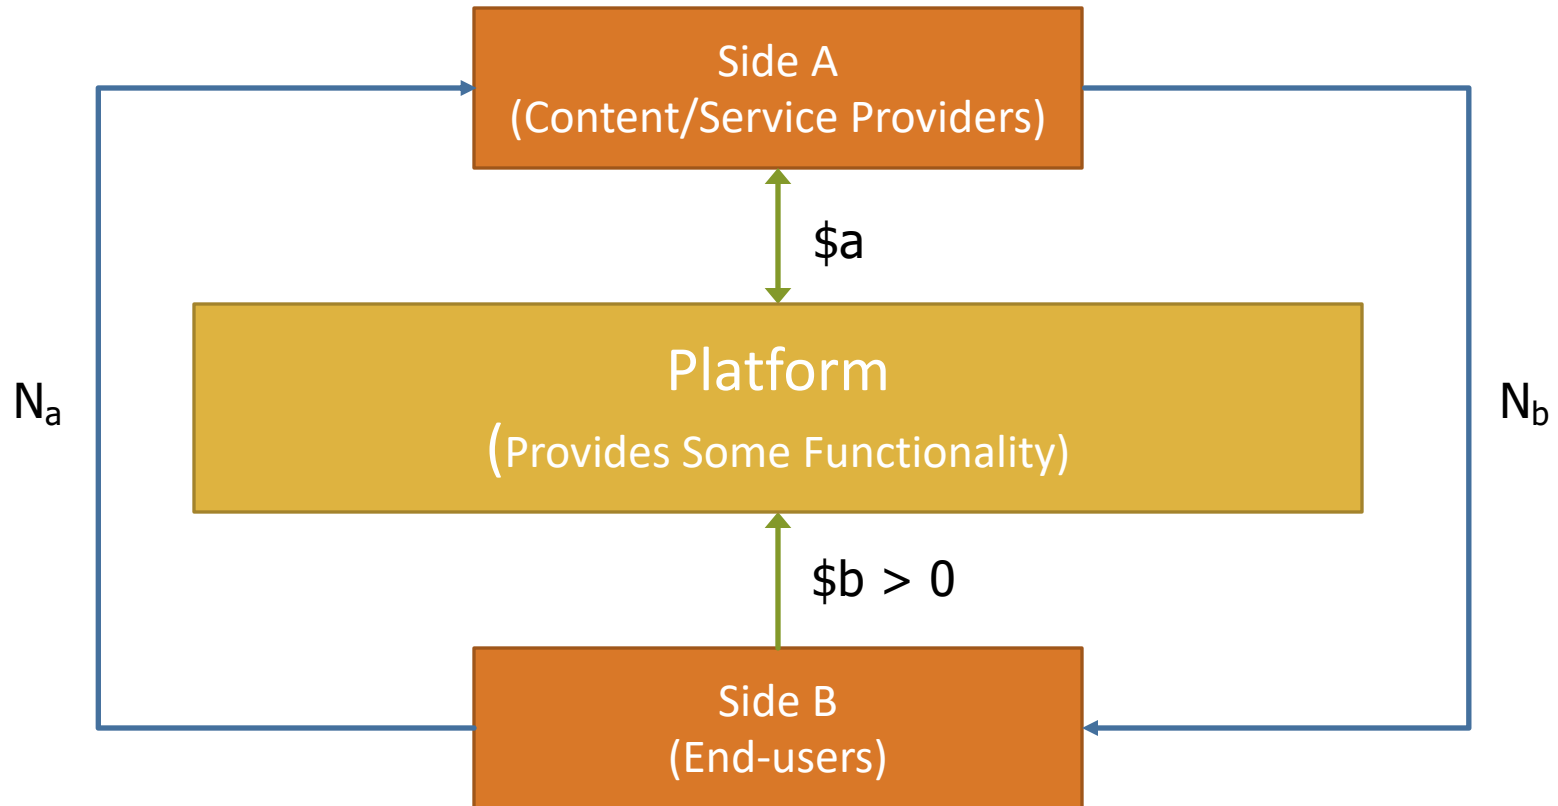 Side A
(Content/Service Providers)
$a
Platform
(Provides Some Functionality)
Na
Nb
$b > 0
Side B
(End-users)